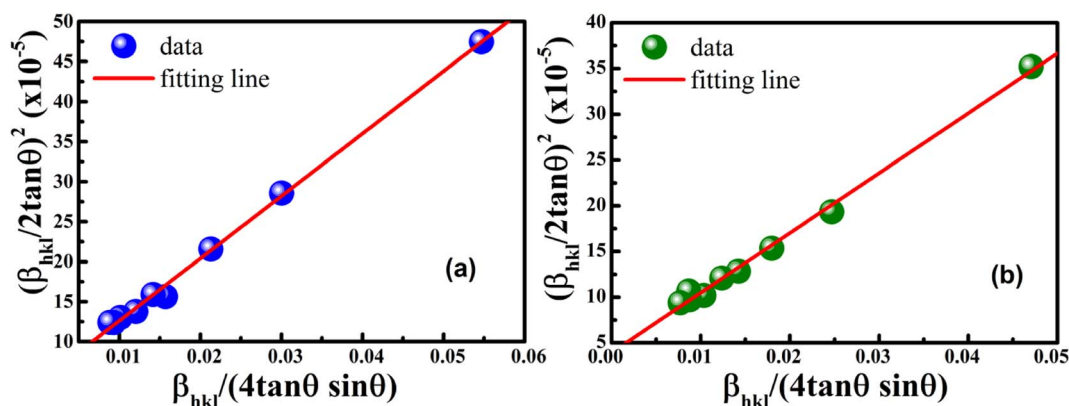 (β_hkl/2tanθ)² (x10⁻⁵)
50
45
40
35
30
25
20
15
10
data
fitting line
(a)
0.01 0.02 0.03 0.04 0.05 0.06
β_hkl/(4tanθ sinθ)
(β_hkl/2tanθ)² (x10⁻⁵)
40
35
30
25
20
15
10
5
data
fitting line
(b)
0.00 0.01 0.02 0.03 0.04 0.05
β_hkl/(4tanθ sinθ)